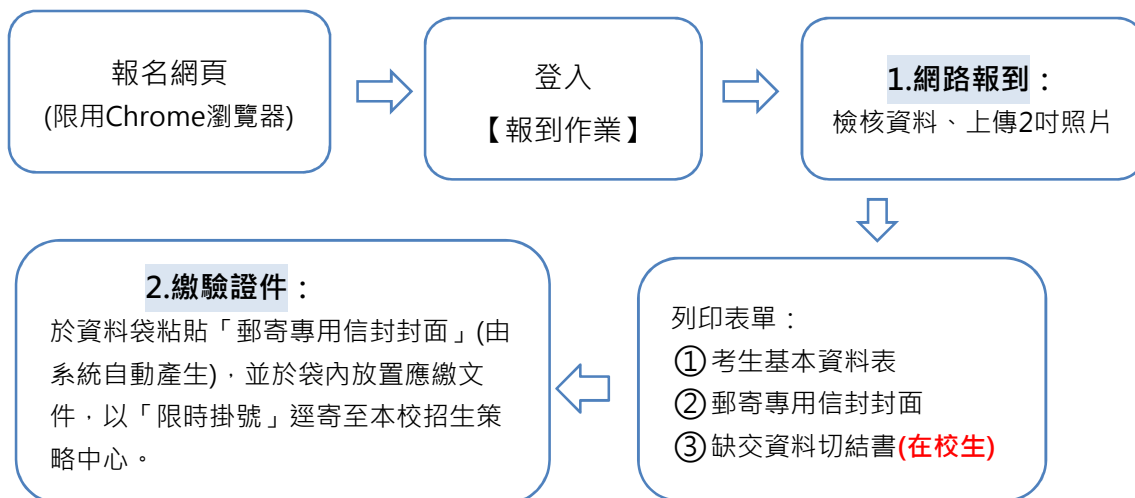 報名網頁
(限用Chrome瀏覽器)
登入
【報到作業】
1.網路報到：
檢核資料、上傳2吋照片
列印表單：
①考生基本資料表
②郵寄專用信封封面
③缺交資料切結書(在校生)
2.繳驗證件：
於資料袋粘貼「郵寄專用信封封面」(由
系統自動產生)，並於袋內放置應繳文
件，以「限時掛號」逕寄至本校招生策
略中心。